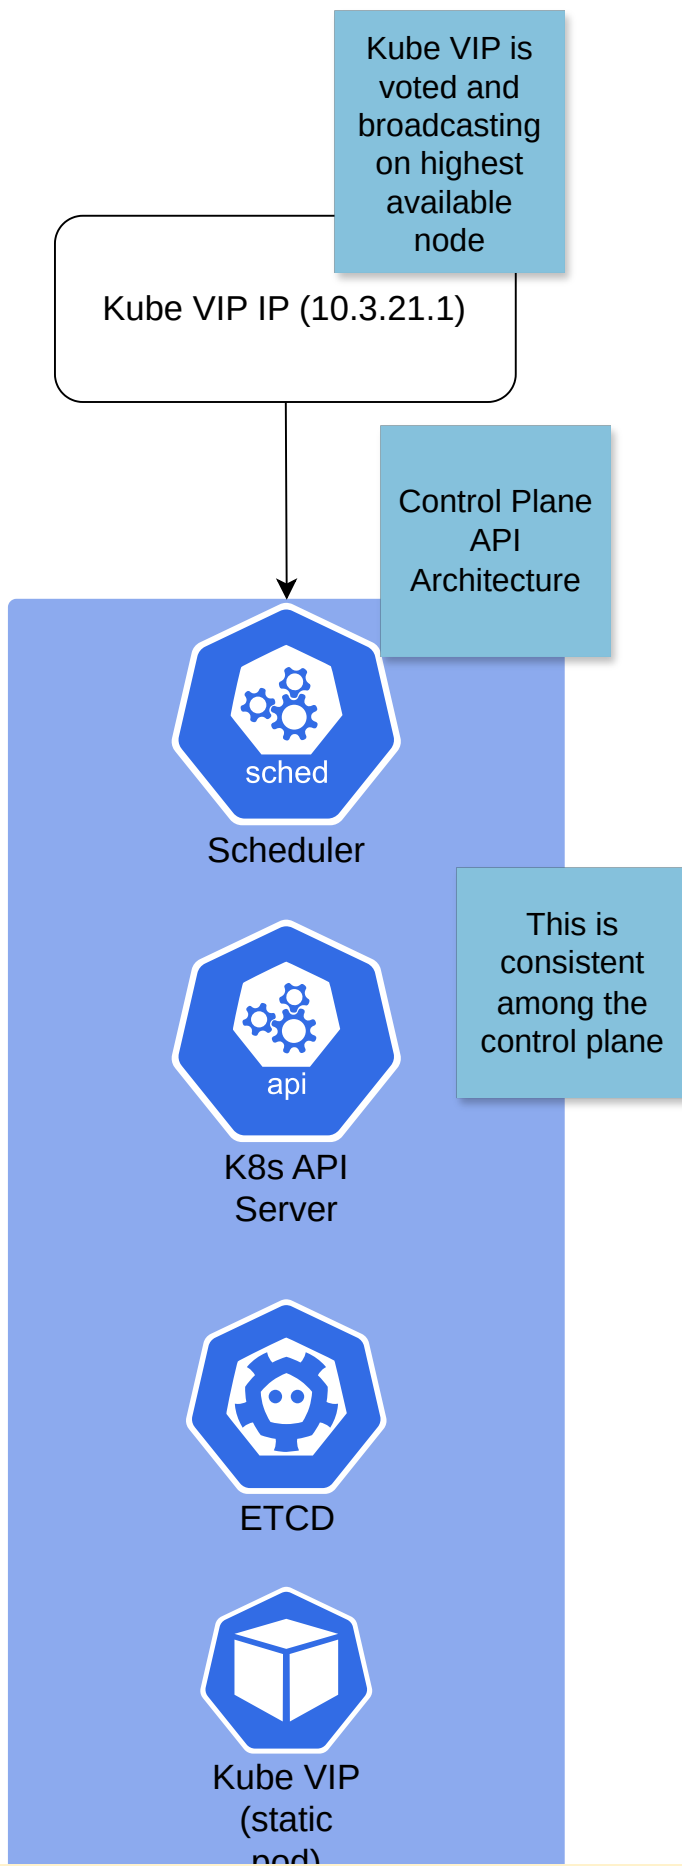 Kube VIP is
voted and
broadcasting
on highest
available
node
Kube VIP IP (10.3.21.1)
Control Plane
API
Architecture
sched
Scheduler
This is
consistent
among the
control plane
api
K8s API
Server
ETCD
Kube VIP
(static
pod)